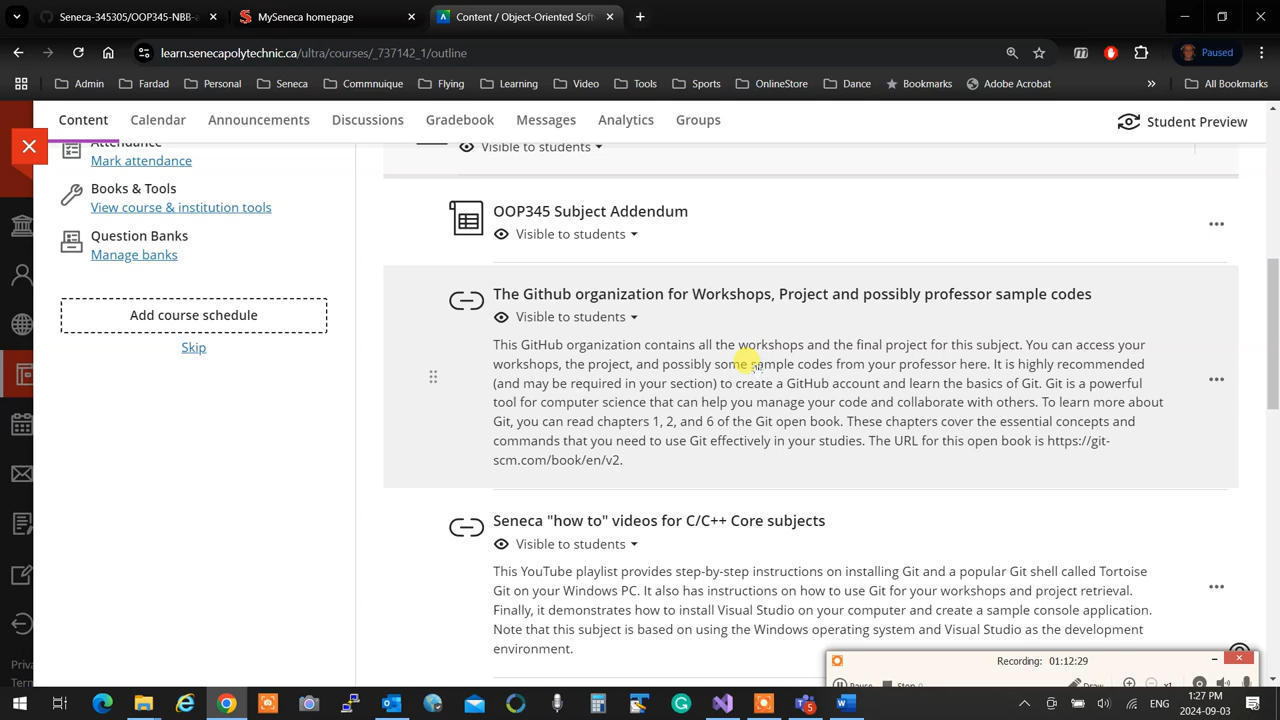 Seneca-345305/OOP345-NBB-
MySeneca homepage
Content / Object-Oriented Soft
learn.senecapolytechnic.ca/ultra/courses/_737142_1/outline
Paused
Admin
Fardad
Seneca
Commnuique
Flying
Learning
Video
Tools
Sports
OnlineStores
Dance
Bookmarks
Adobe Acrobat
All Bookmarks
Content
Calendar
Announcements
Discussions
Gradebook
Messages
Analytics
Groups
Student Preview
Attendance
Mark attendance
Books & Tools
View course & institution tools
Question Banks
Manage banks
Add course schedule
Skip
Visible to students
OOP345 Subject Addendum
Visible to students
The Github organization for Workshops, Project and possibly professor sample codes
Visible to students
This GitHub organization contains all the workshops and the final project for this subject. You can access your
workshops, the project, and possibly some sample codes from your professor here. It is highly recommended
(and may be required in your section) to create a GitHub account and learn the basics of Git. Git is a powerful
tool for computer science that can help you manage your code and collaborate with others. To learn more about
Git, you can read chapters 1, 2, and 6 of the Git open book. These chapters cover the essential concepts and
commands that you need to use Git effectively in your studies. The URL for this open book is https://git-
scm.com/book/en/v2.
Seneca "how to" videos for C/C++ Core subjects
Visible to students
This YouTube playlist provides step-by-step instructions on installing Git and a popular Git shell called Tortoise
Git on your Windows PC. It also has instructions on how to use Git for your workshops and project retrieval.
Finally, it demonstrates how to install Visual Studio on your computer and create a sample console application.
Note that this subject is based on using the Windows operating system and Visual Studio as the development
environment.
Priva
Term
Recording: 01:12:29
Pause
Stop
Draw
x1
1:27 PM
2024-09-03